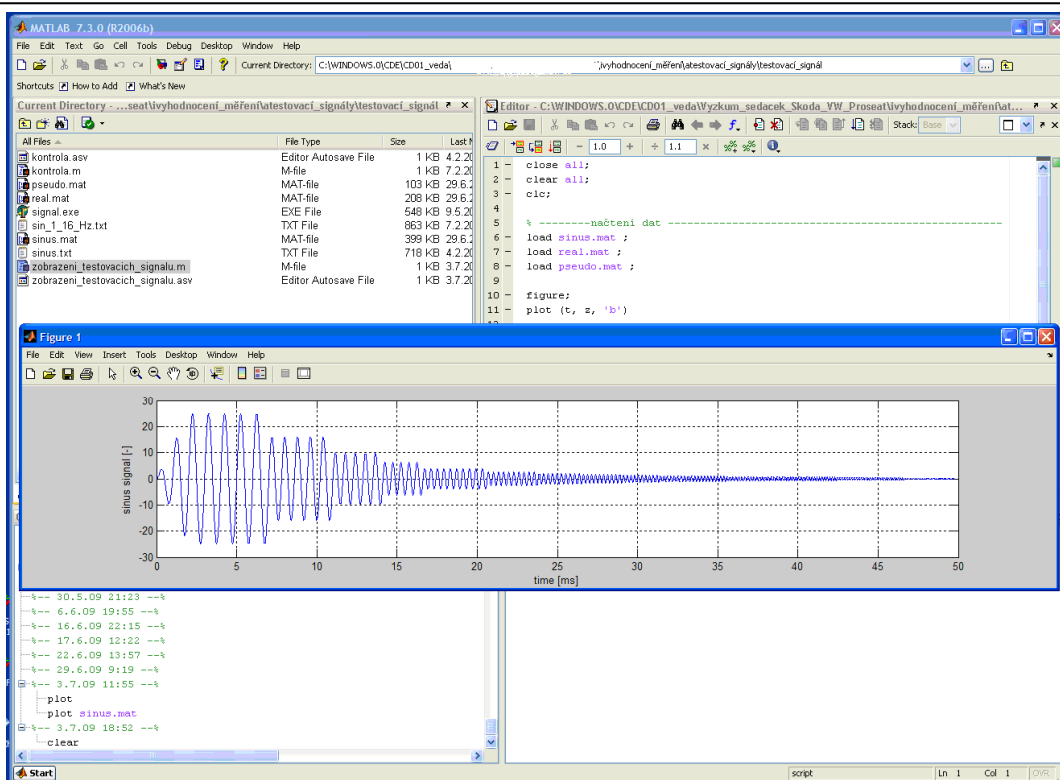 MATLAB 7.3.0 (R2006b)
File Edit Text Go Cell Tools Debug Desktop Window Help
Current Directory: C:\WINDOWS.0\CDE\CD01_veda\ ivyhodnocení_měření\atestovací_signály\testovací_signál
Shortcuts How to Add What's New
Current Directory - ...seat\ivyhodnocení_měření\atestovací_signály\testovací_signál
All Files File Type Size Last M
kontrola.asv Editor Autosave File 1 KB 4.2.20
kontrola.m M-file 1 KB 7.2.20
pseudo.mat MAT-file 103 KB 29.6.2
real.mat MAT-file 208 KB 29.6.2
signal.exe EXE File 548 KB 9.5.20
sin_1_16_Hz.txt TXT File 863 KB 7.2.20
sinus.mat MAT-file 399 KB 29.6.2
sinus.txt TXT File 718 KB 4.2.20
zobrazeni_testovacich_signalu.m M-file 1 KB 3.7.20
zobrazeni_testovacich_signalu.asv Editor Autosave File 1 KB 3.7.20
Editor - C:\WINDOWS.0\CDE\CD01_veda\Vyzkum_sedacek_Skoda_VW_Proseat\ivyhodnocení_měření\at...
Stack: Base
- 1.0 + ÷ 1.1 ×
1 - close all;
2 - clear all;
3 - clc;
4
5 % --------načtení dat --------------------------------------------------
6 - load sinus.mat ;
7 - load real.mat ;
8 - load pseudo.mat ;
9
10 - figure;
11 - plot (t, z, 'b')
Figure 1
File Edit View Insert Tools Desktop Window Help
30
20
10
0
-10
-20
-30
sinus signal [-]
0 5 10 15 20 25 30 35 40 45 50
time [ms]
%-- 30.5.09 21:23 --%
%-- 6.6.09 19:55 --%
%-- 16.6.09 22:15 --%
%-- 17.6.09 12:22 --%
%-- 22.6.09 13:57 --%
%-- 29.6.09 9:19 --%
%-- 3.7.09 11:55 --%
plot
plot sinus.mat
%-- 3.7.09 18:52 --%
clear
Start
script Ln 1 Col 1 OVR